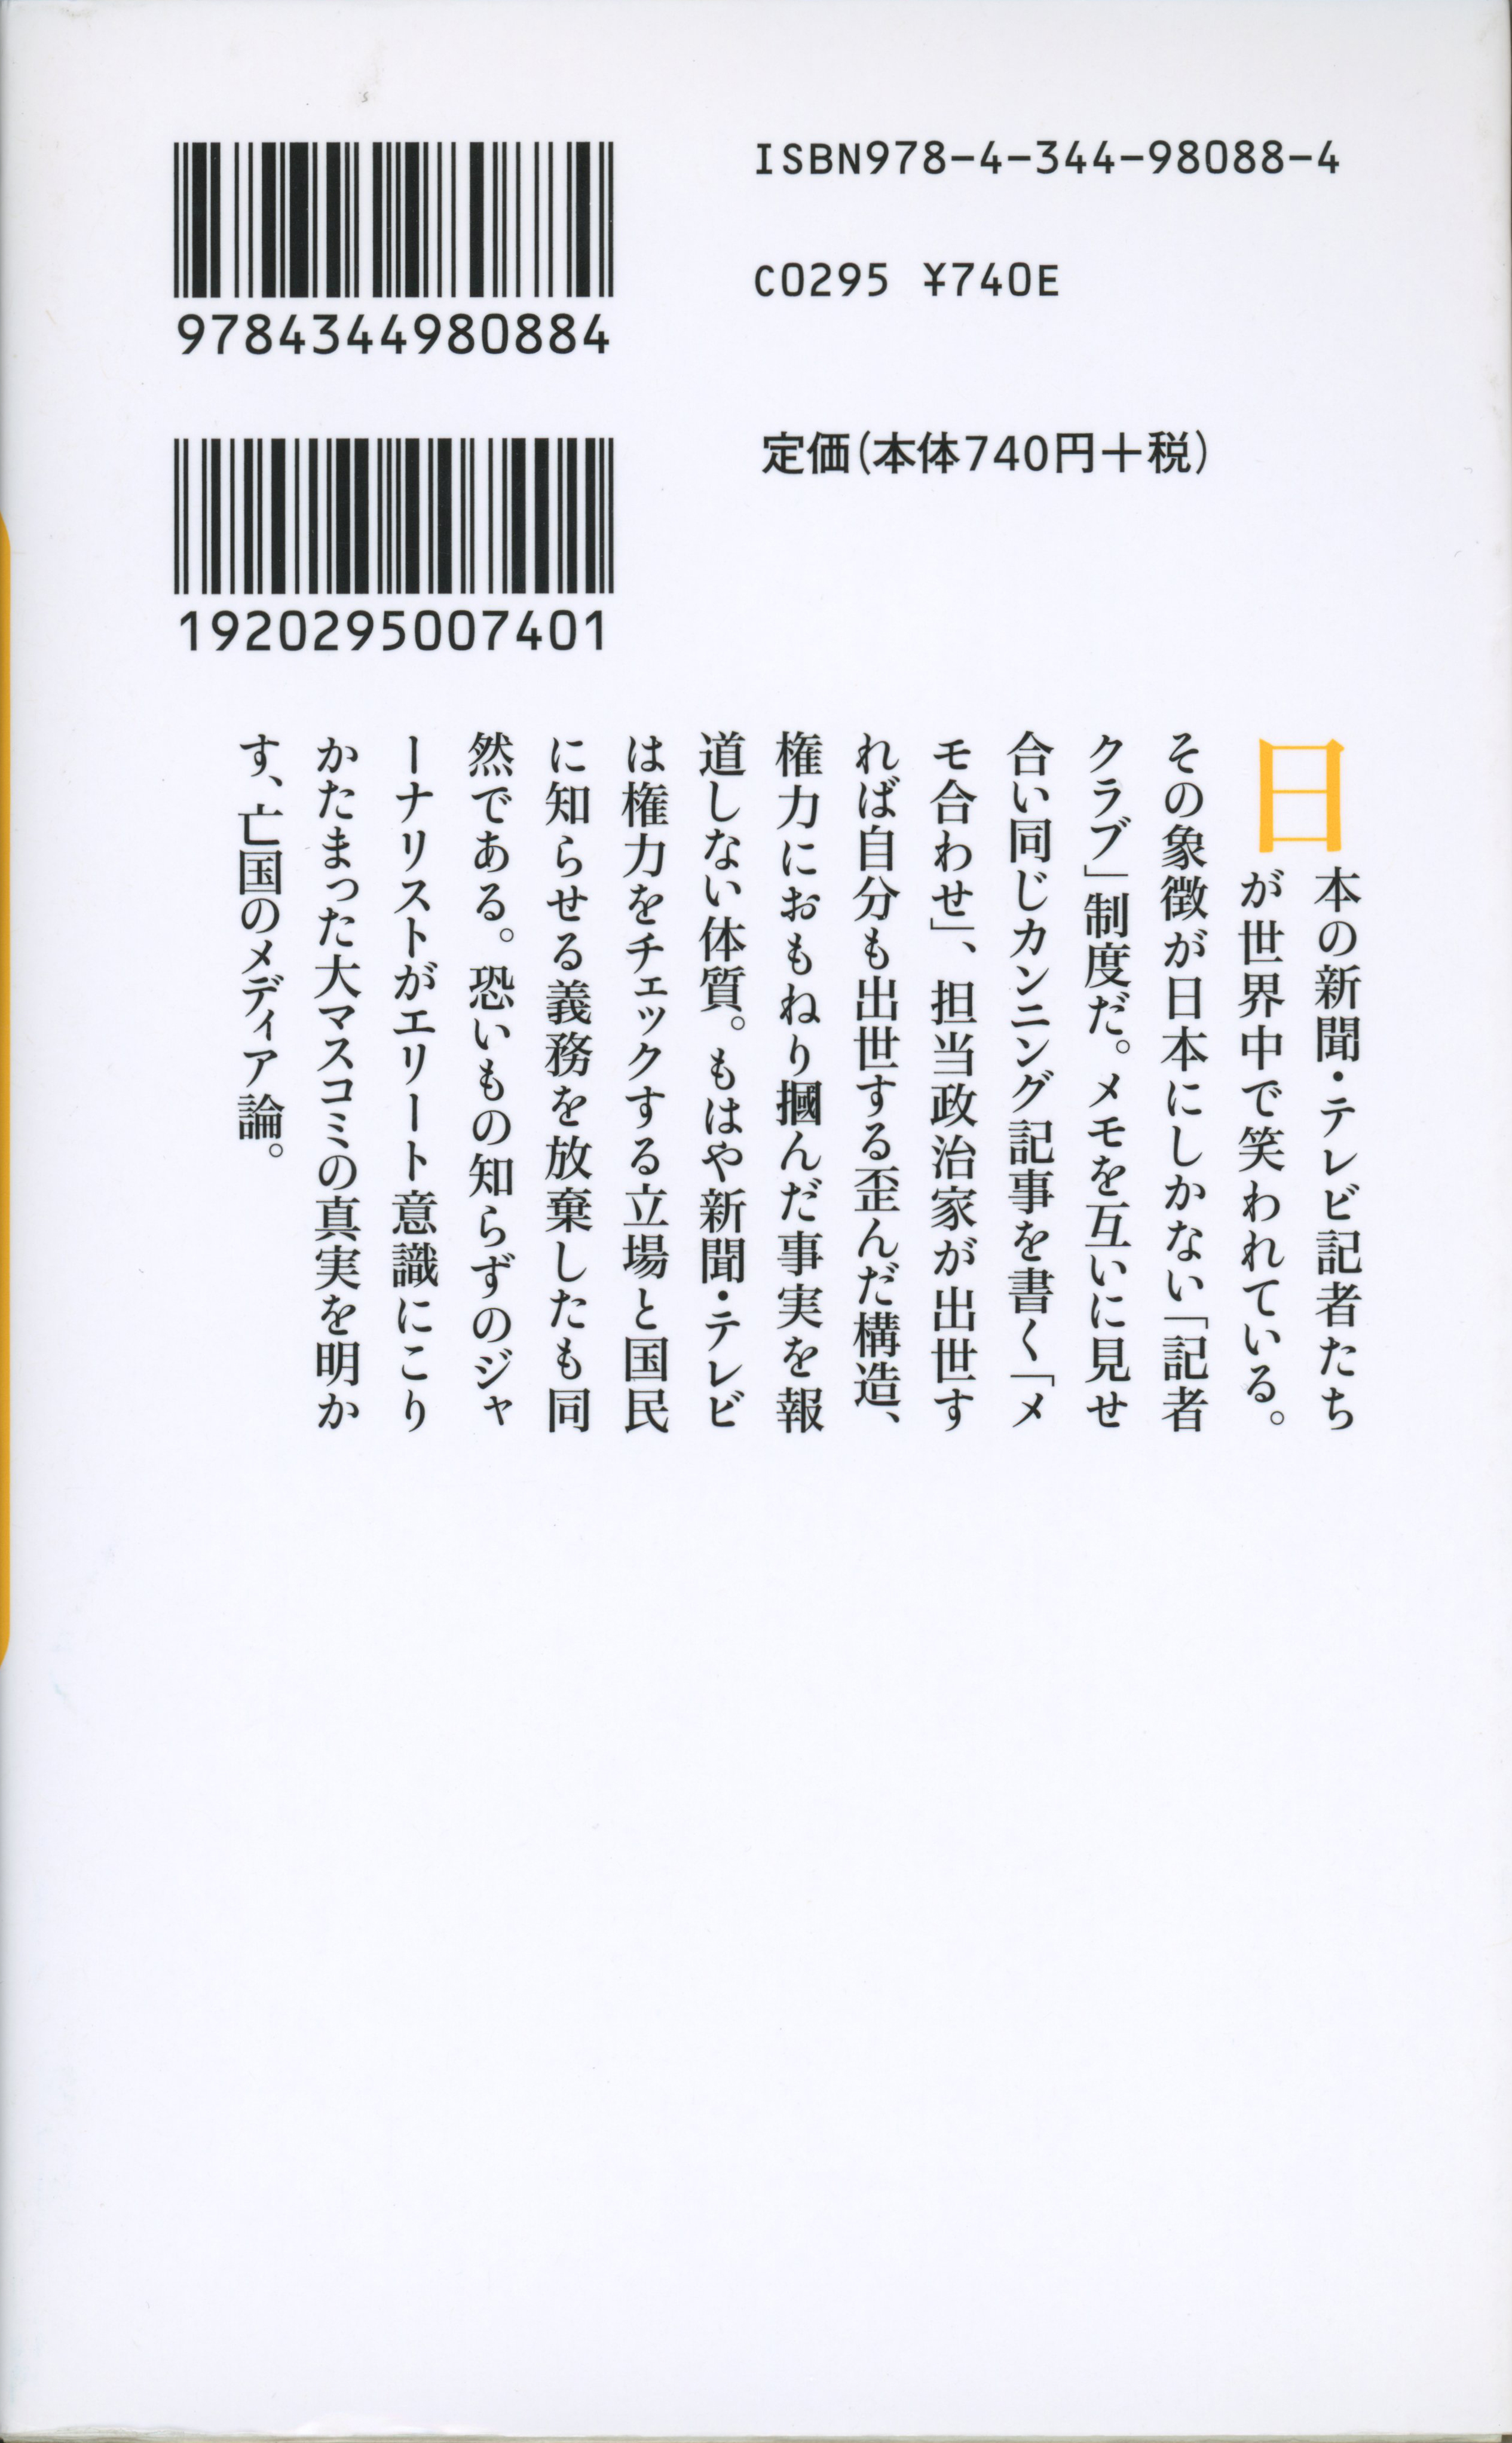 ISBN978-4-344-98088-4
C0295 ¥740E
9784344980884
定価(本体740円+税)
1920295007401
日本の新聞・テレビ記者たち
が世界中で笑われている。
その象徴が日本にしかない「記者
クラブ」制度だ。メモを互いに見せ
合い同じカンニング記事を書く「メ
モ合わせ」、担当政治家が出世す
れば自分も出世する歪んだ構造、
権力におもねり摑んだ事実を報
道しない体質。もはや新聞・テレビ
は権力をチェックする立場と国民
に知らせる義務を放棄したも同
然である。恐いもの知らずのジャ
ーナリストがエリート意識にこり
かたまった大マスコミの真実を明か
す、亡国のメディア論。